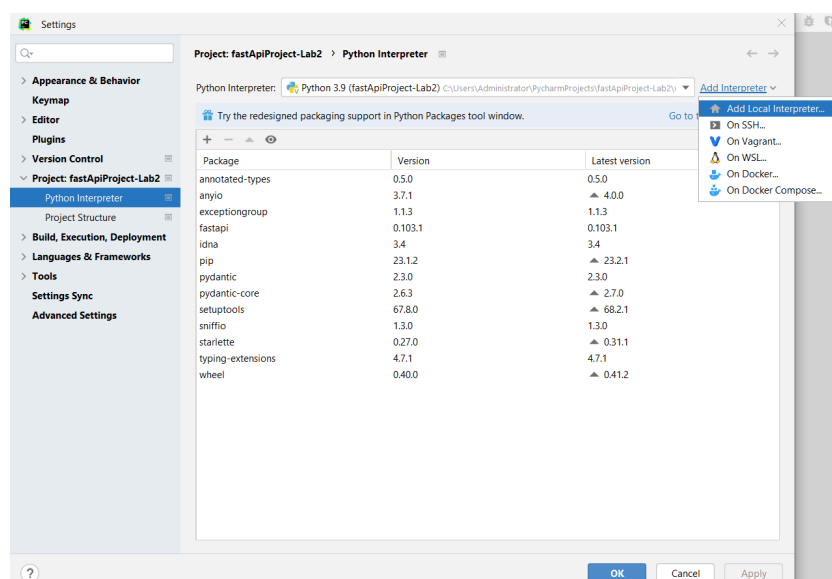 Settings
Project: fastApiProject-Lab2 › Python Interpreter
Appearance & Behavior
Keymap
Editor
Plugins
Version Control
Project: fastApiProject-Lab2
Python Interpreter
Project Structure
Build, Execution, Deployment
Languages & Frameworks
Tools
Settings Sync
Advanced Settings
Python Interpreter: Python 3.9 (fastApiProject-Lab2) C:\Users\Administrator\PycharmProjects\fastApiProject-Lab2\ Add Interpreter
Try the redesigned packaging support in Python Packages tool window. Go to
Add Local Interpreter...
On SSH...
On Vagrant...
On WSL...
On Docker...
On Docker Compose...
Package Version Latest version
annotated-types 0.5.0 0.5.0
anyio 3.7.1 4.0.0
exceptiongroup 1.1.3 1.1.3
fastapi 0.103.1 0.103.1
idna 3.4 3.4
pip 23.1.2 23.2.1
pydantic 2.3.0 2.3.0
pydantic-core 2.6.3 2.7.0
setuptools 67.8.0 68.2.1
sniffio 1.3.0 1.3.0
starlette 0.27.0 0.31.1
typing-extensions 4.7.1 4.7.1
wheel 0.40.0 0.41.2
? OK Cancel Apply